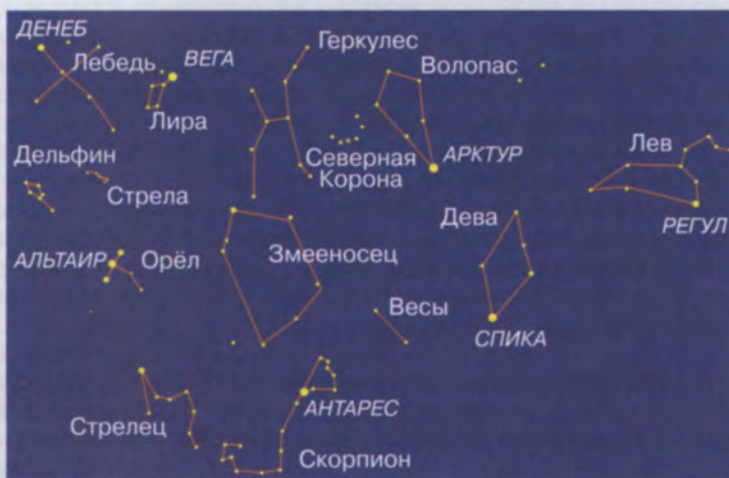 ДЕНЕБ
Лебедь
ВЕГА
Геркулес
Волопас
Лира
Северная
Корона
АРКТУР
Лев
Дельфин
Стрела
РЕГУЛ
Дева
АЛЬТАИР
Орёл
Змееносец
Весы
СПИКА
Стрелец
АНТАРЕС
Скорпион